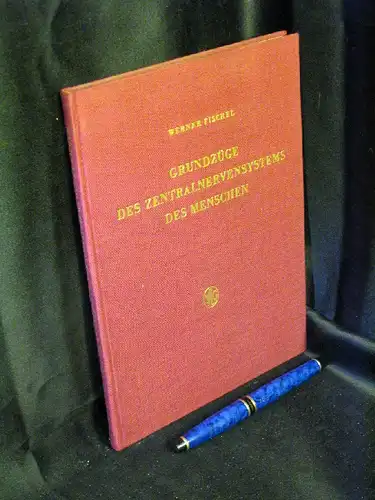 WERNER FISCHEL
GRUNDZÜGE
DES ZENTRALNERVENSYSTEMS
DES MENSCHEN